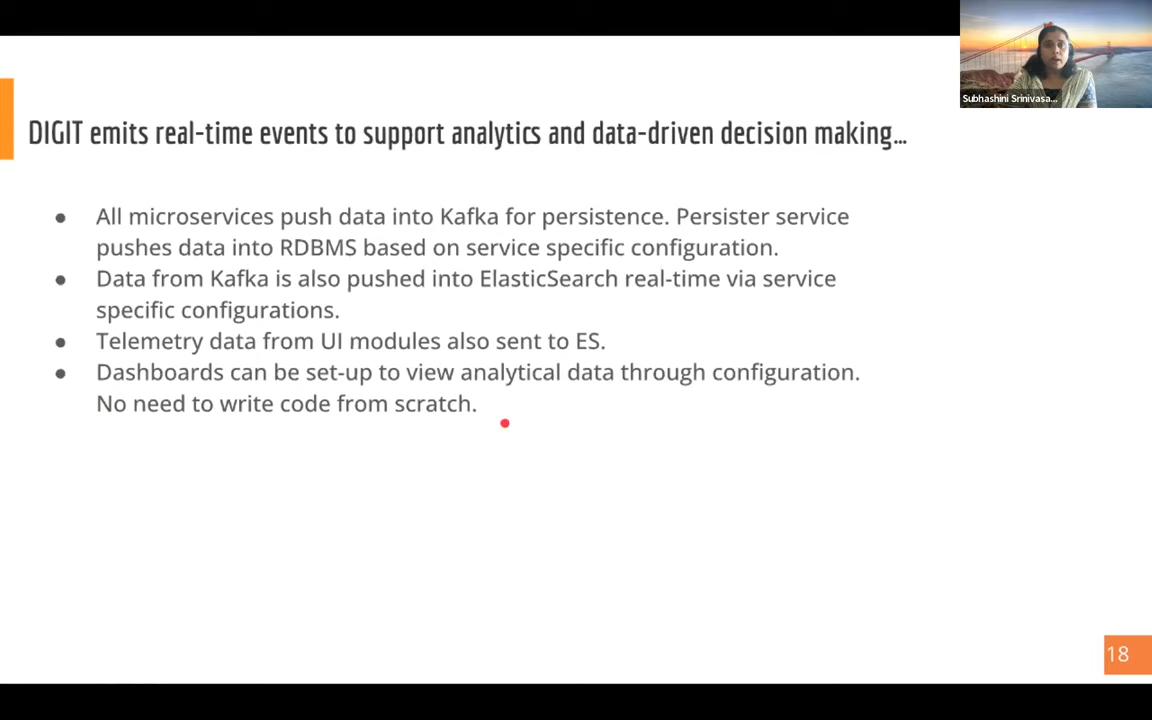 Subhashini Srinivasa...
DIGIT emits real-time events to support analytics and data-driven decision making...
● All microservices push data into Kafka for persistence. Persister service
pushes data into RDBMS based on service specific configuration.
● Data from Kafka is also pushed into ElasticSearch real-time via service
specific configurations.
● Telemetry data from UI modules also sent to ES.
● Dashboards can be set-up to view analytical data through configuration.
No need to write code from scratch.
18